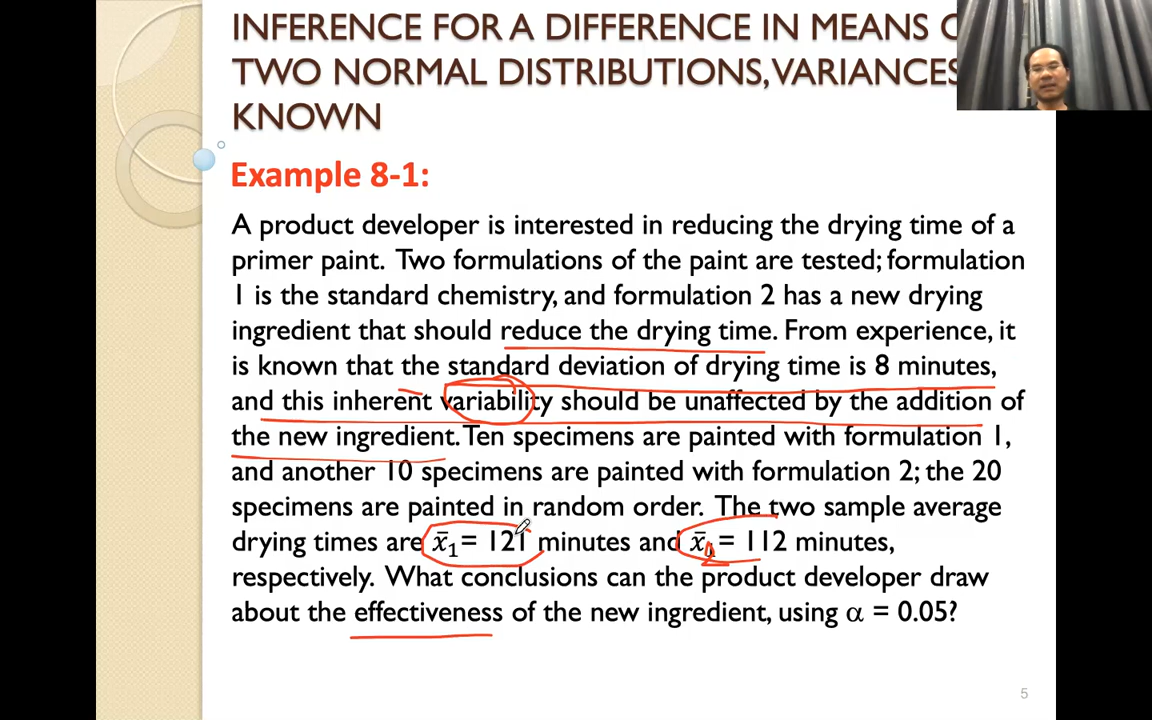 INFERENCE FOR A DIFFERENCE IN MEANS
TWO NORMAL DISTRIBUTIONS, VARIANCES
KNOWN
Example 8-1:
A product developer is interested in reducing the drying time of a
primer paint. Two formulations of the paint are tested; formulation
1 is the standard chemistry, and formulation 2 has a new drying
ingredient that should reduce the drying time. From experience, it
is known that the standard deviation of drying time is 8 minutes,
and this inherent variability should be unaffected by the addition of
the new ingredient. Ten specimens are painted with formulation 1,
and another 10 specimens are painted with formulation 2; the 20
specimens are painted in random order. The two sample average
drying times are x̄₁ = 121 minutes and x̄₂ = 112 minutes,
respectively. What conclusions can the product developer draw
about the effectiveness of the new ingredient, using α = 0.05?
5